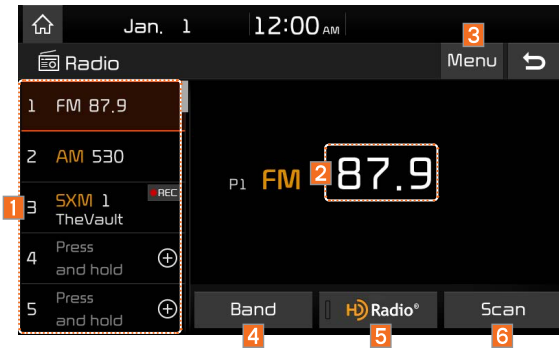 Jan. 1 12:00 AM
3
Radio Menu
1 FM 87.9
2 AM 530
REC
3 SXM 1
TheVault
1
4 Press
and hold
5 Press
and hold
P1 FM 2 87.9
Band HD Radio® Scan
4 5 6